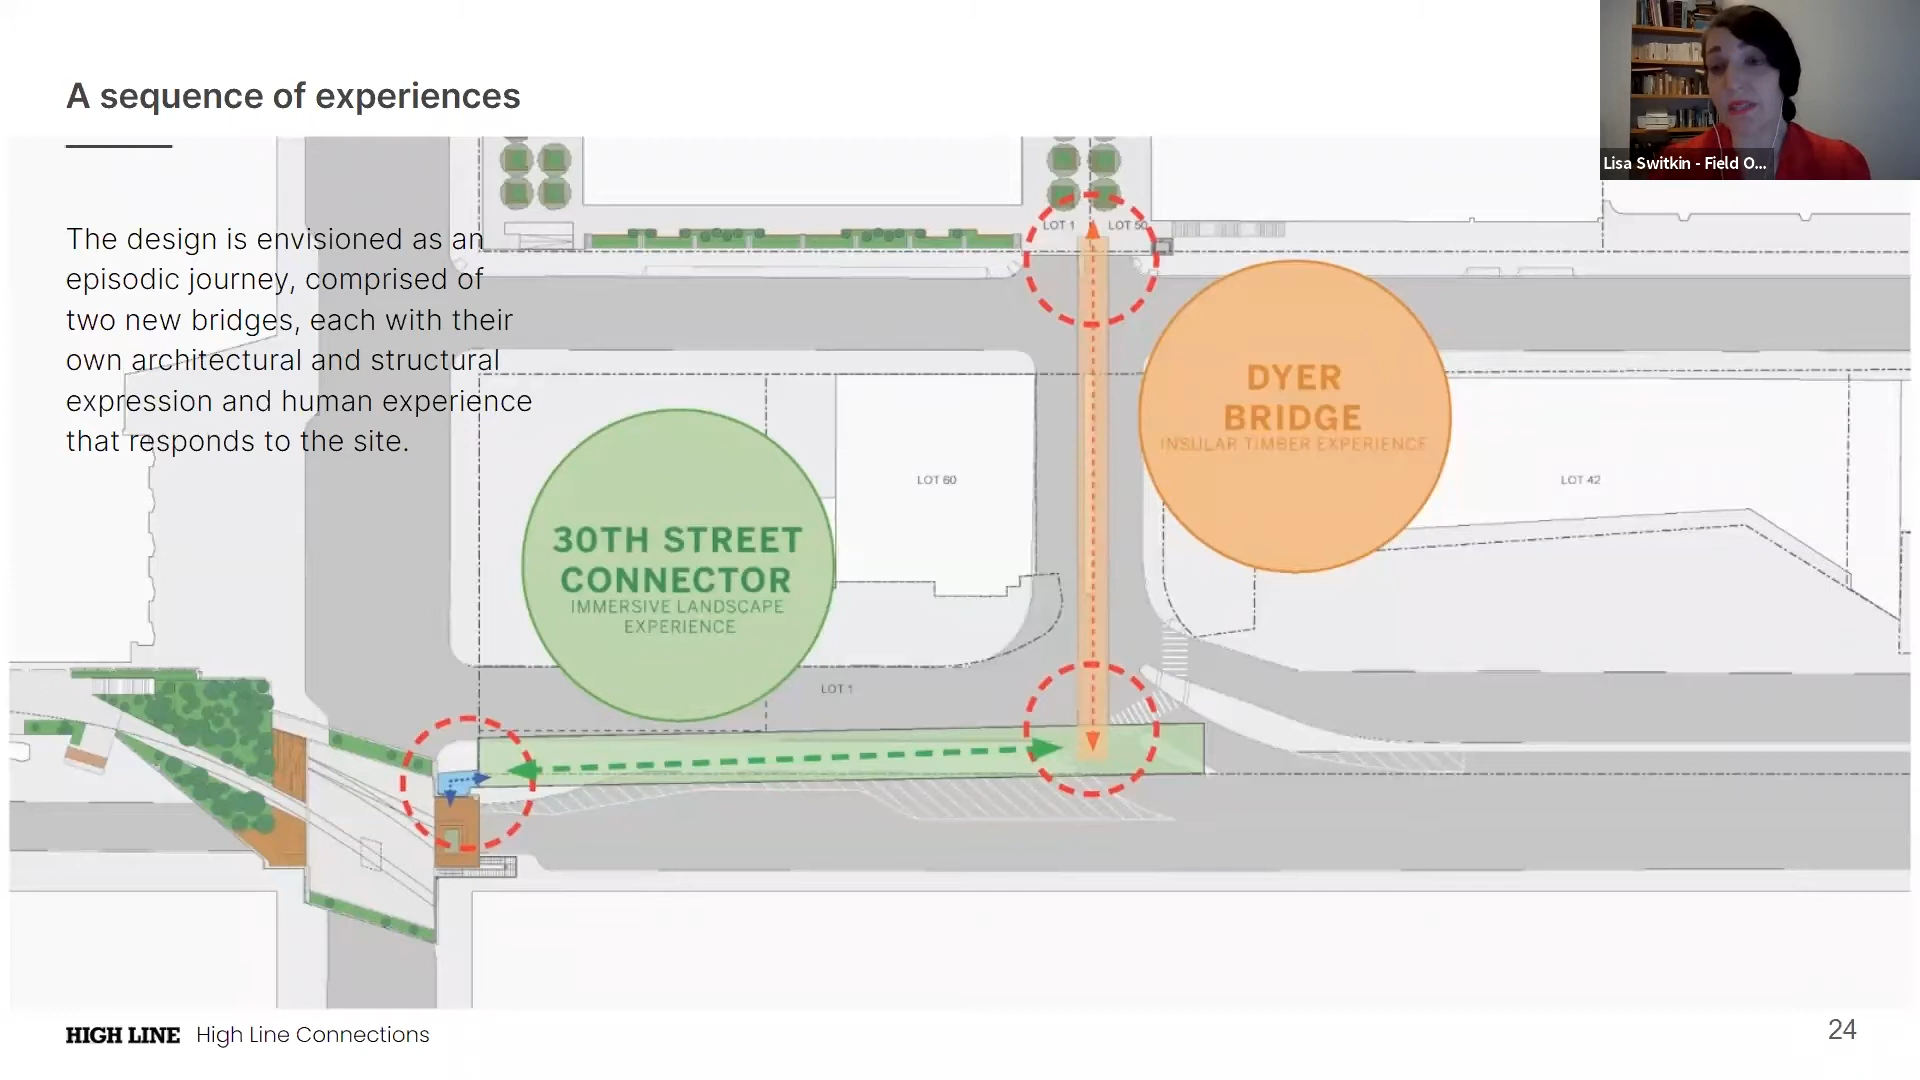 A sequence of experiences
Lisa Switkin - Field O...
The design is envisioned as an
episodic journey, comprised of
two new bridges, each with their
own architectural and structural
expression and human experience
that responds to the site.
LOT 1
LOT 50
DYER
BRIDGE
INSULAR TIMBER EXPERIENCE
LOT 60
LOT 42
30TH STREET
CONNECTOR
IMMERSIVE LANDSCAPE
EXPERIENCE
LOT 1
HIGH LINE High Line Connections
24